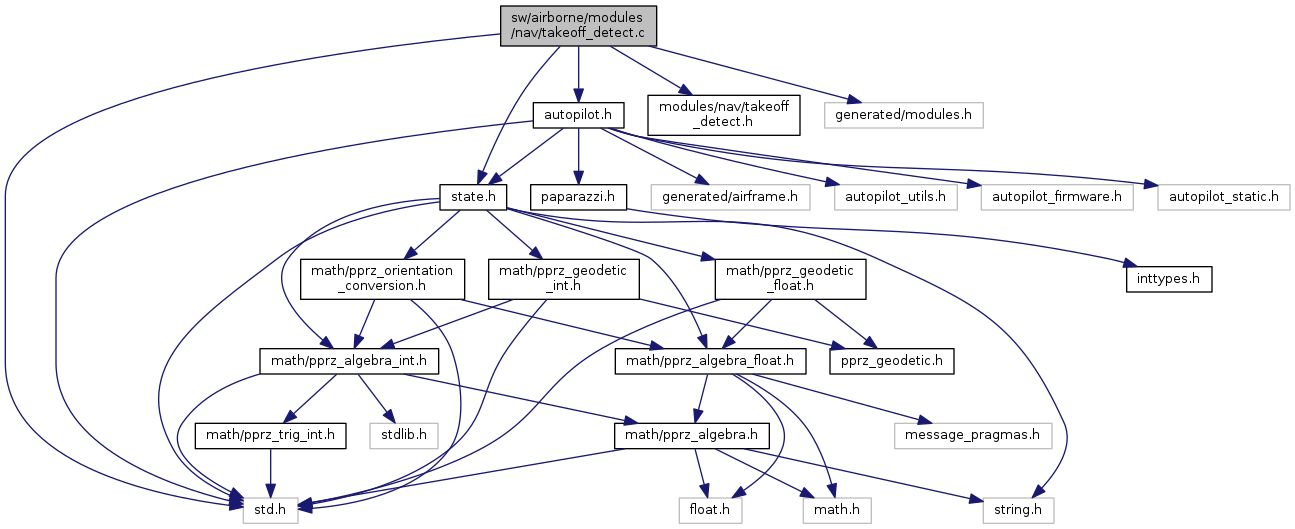 sw/airborne/modules
/nav/takeoff_detect.c
autopilot.h
modules/nav/takeoff
_detect.h
generated/modules.h
state.h
paparazzi.h
generated/airframe.h
autopilot_utils.h
autopilot_firmware.h
autopilot_static.h
math/pprz_orientation
_conversion.h
math/pprz_geodetic
_int.h
math/pprz_geodetic
_float.h
inttypes.h
math/pprz_algebra_int.h
math/pprz_algebra_float.h
pprz_geodetic.h
math/pprz_trig_int.h
stdlib.h
math/pprz_algebra.h
message_pragmas.h
std.h
float.h
math.h
string.h